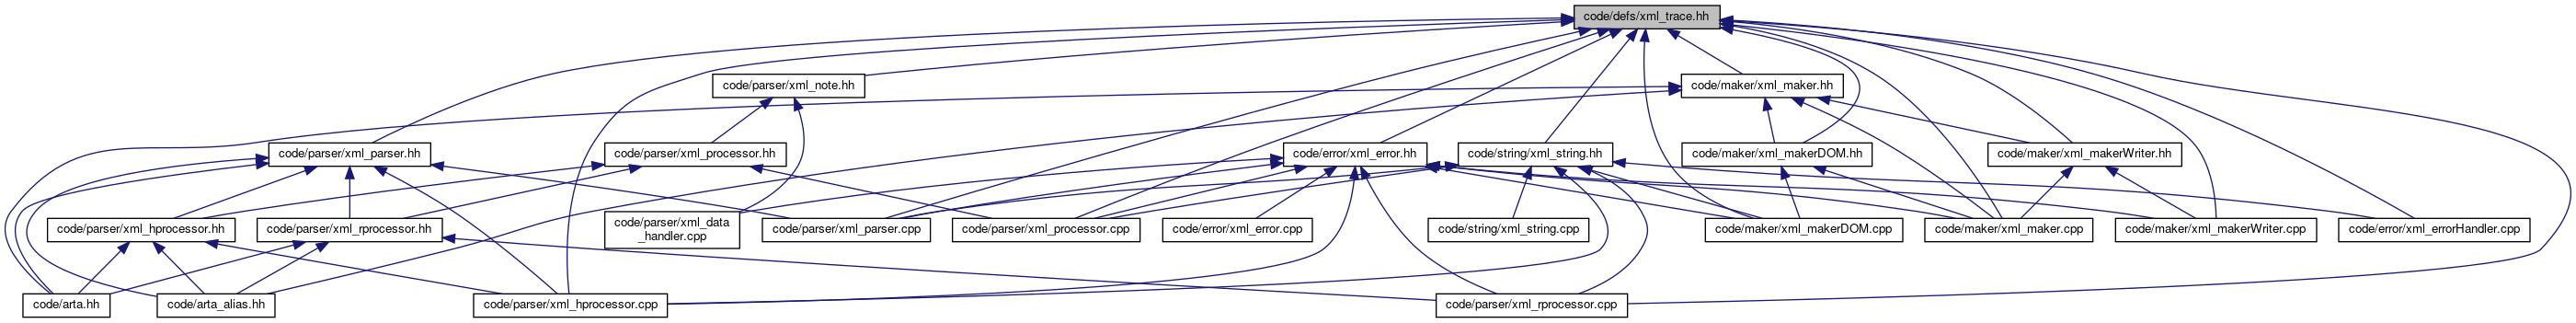 code/defs/xml_trace.hh
code/parser/xml_note.hh
code/maker/xml_maker.hh
code/parser/xml_parser.hh
code/parser/xml_processor.hh
code/error/xml_error.hh
code/string/xml_string.hh
code/maker/xml_makerDOM.hh
code/maker/xml_makerWriter.hh
code/parser/xml_hprocessor.hh
code/parser/xml_rprocessor.hh
code/parser/xml_data
_handler.cpp
code/parser/xml_parser.cpp
code/parser/xml_processor.cpp
code/error/xml_error.cpp
code/string/xml_string.cpp
code/maker/xml_makerDOM.cpp
code/maker/xml_maker.cpp
code/maker/xml_makerWriter.cpp
code/error/xml_errorHandler.cpp
code/arta.hh
code/arta_alias.hh
code/parser/xml_hprocessor.cpp
code/parser/xml_rprocessor.cpp